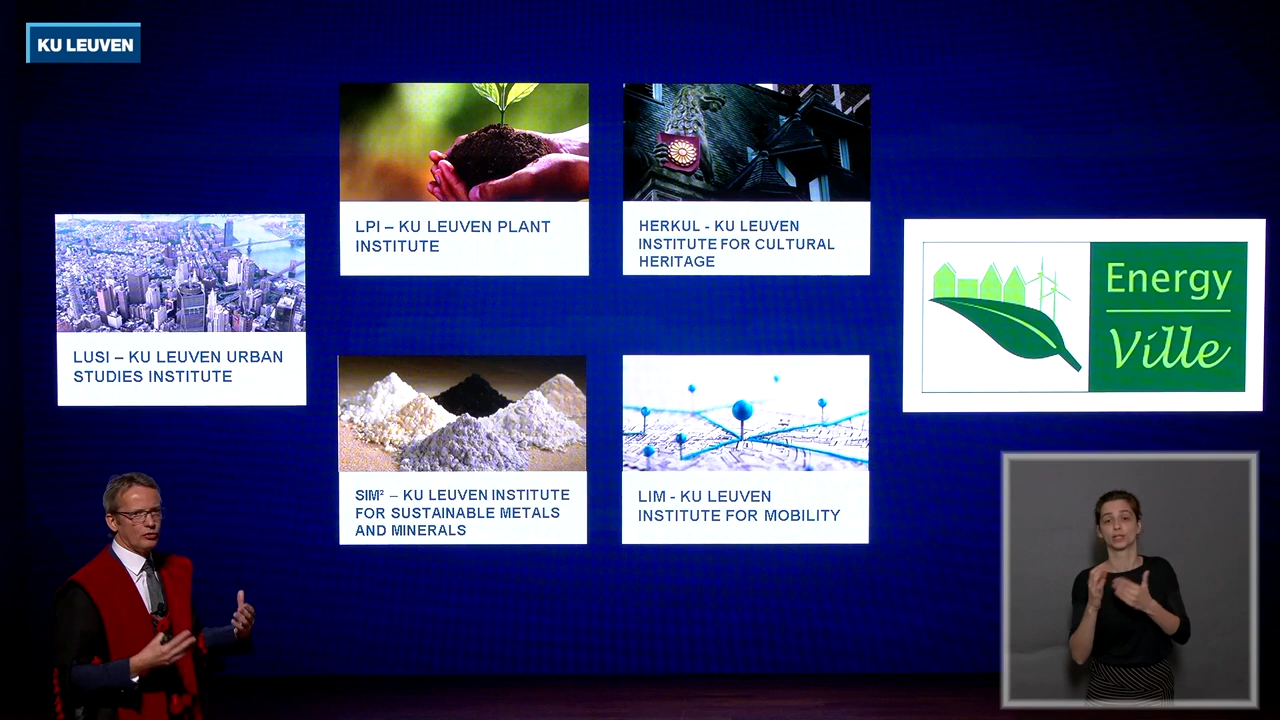 KU LEUVEN
LPI – KU LEUVEN PLANT
INSTITUTE
HERKUL - KU LEUVEN
INSTITUTE FOR CULTURAL
HERITAGE
LUSI – KU LEUVEN URBAN
STUDIES INSTITUTE
Energy
Ville
SIM² – KU LEUVEN INSTITUTE
FOR SUSTAINABLE METALS
AND MINERALS
LIM - KU LEUVEN
INSTITUTE FOR MOBILITY